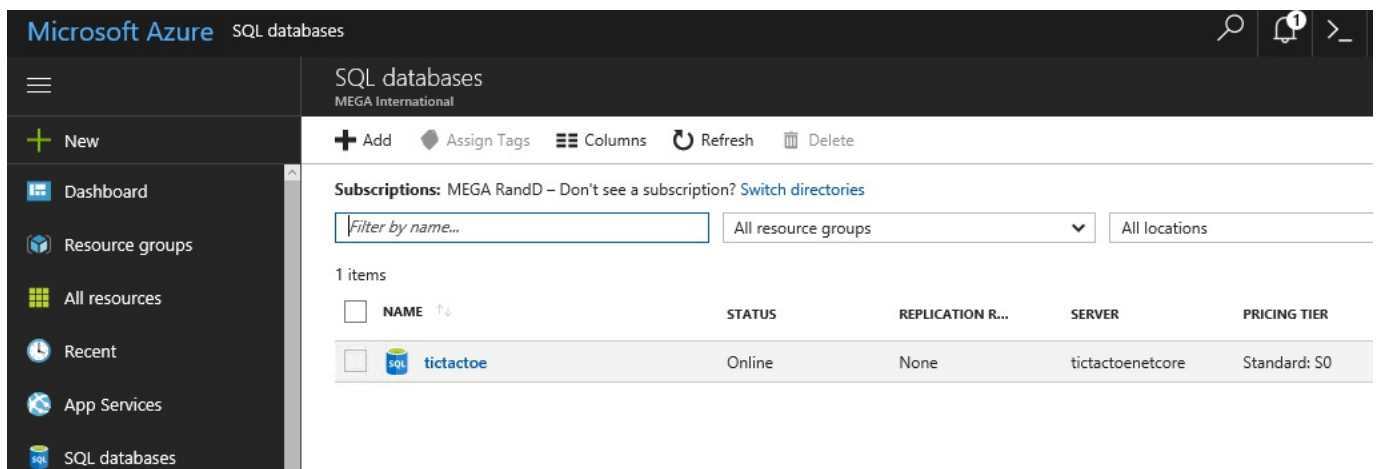 Microsoft Azure SQL databases
1
>_
SQL databases
MEGA International
New
Dashboard
Resource groups
All resources
Recent
App Services
SQL databases
Add Assign Tags Columns Refresh Delete
Subscriptions: MEGA RandD – Don't see a subscription? Switch directories
Filter by name... All resource groups All locations
1 items
NAME STATUS REPLICATION R... SERVER PRICING TIER
SQL tictactoe Online None tictactoenetcore Standard: S0